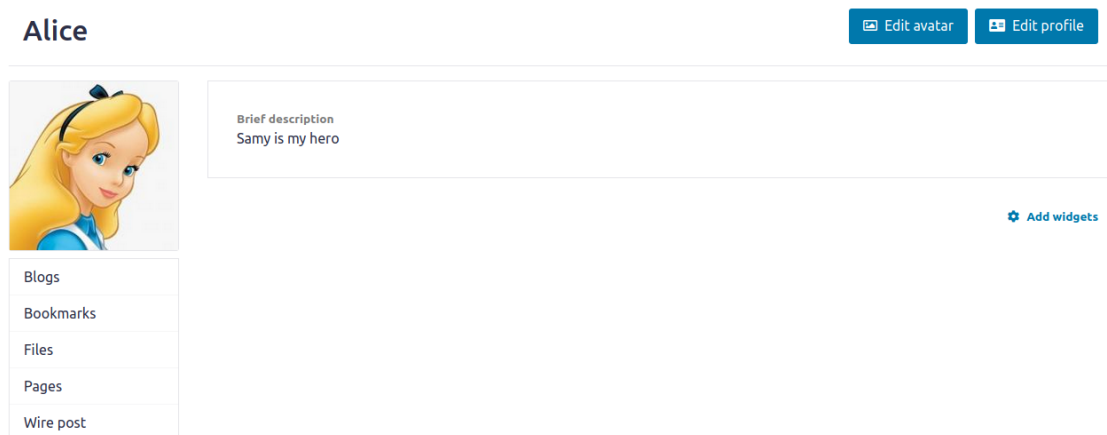 Alice
Edit avatar
Edit profile
Brief description
Samy is my hero
Add widgets
Blogs
Bookmarks
Files
Pages
Wire post